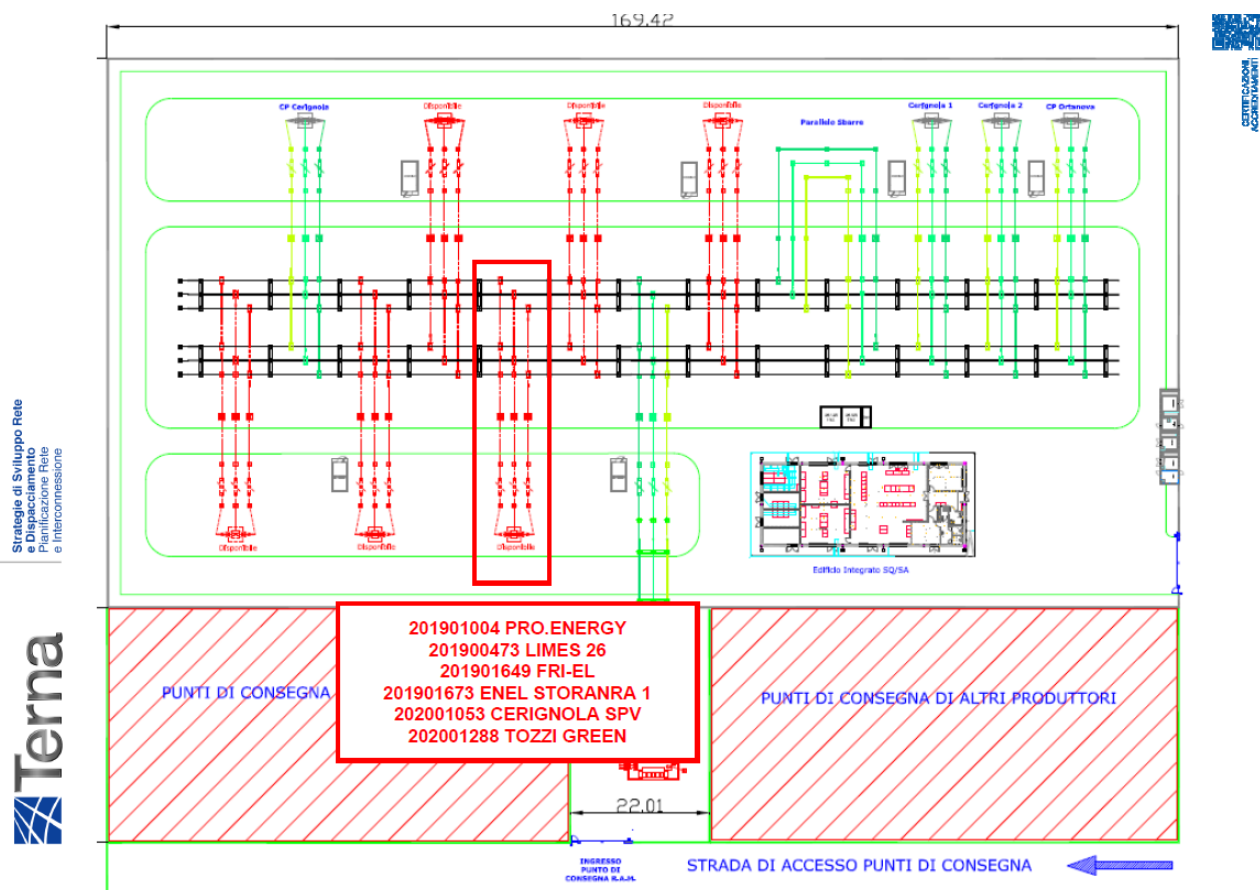 169.42
CERTIFICAZIONI,
ACCREDITAMENTI
CP Cerignola
Disponibile
Disponibile
Disponibile
Parallelo Sbarre
Cerignola 1
Cerignola 2
CP Ortanova
Strategie di Sviluppo Rete
e Dispacciamento
Pianificazione Rete
e Interconnessione
Disponibile
Disponibile
Disponibile
Edificio Integrato SQ/SA
Terna
201901004 PRO.ENERGY
201900473 LIMES 26
201901649 FRI-EL
201901673 ENEL STORANRA 1
202001053 CERIGNOLA SPV
202001288 TOZZI GREEN
PUNTI DI CONSEGNA
PUNTI DI CONSEGNA DI ALTRI PRODUTTORI
22.01
INGRESSO
PUNTO DI
CONSEGNA R.A.M.
STRADA DI ACCESSO PUNTI DI CONSEGNA